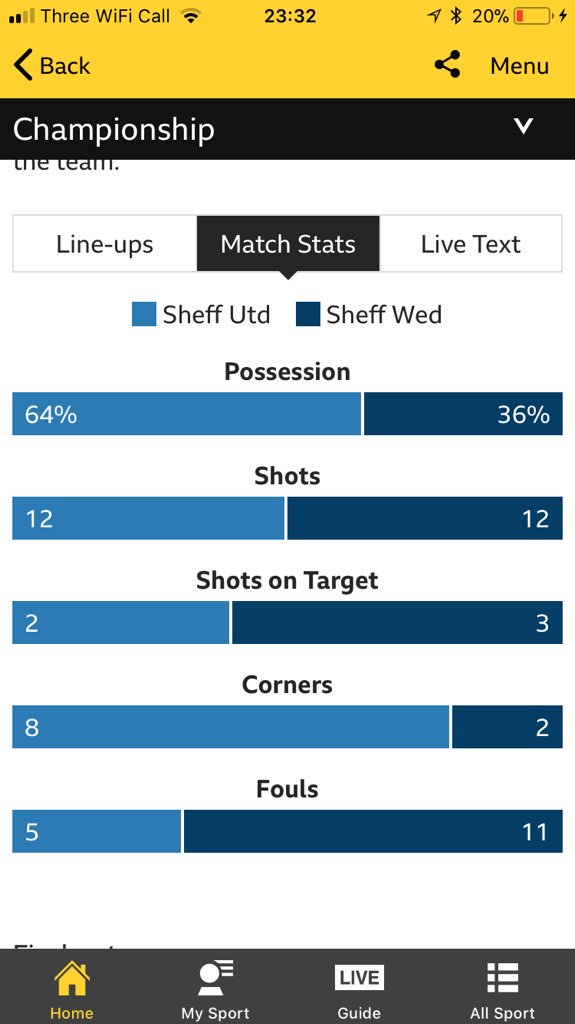 Three WiFi Call 23:32 20%
Back Menu
Championship
the team.
Line-ups Match Stats Live Text
Sheff Utd Sheff Wed
Possession
64% 36%
Shots
12 12
Shots on Target
2 3
Corners
8 2
Fouls
5 11
LIVE
Home My Sport Guide All Sport